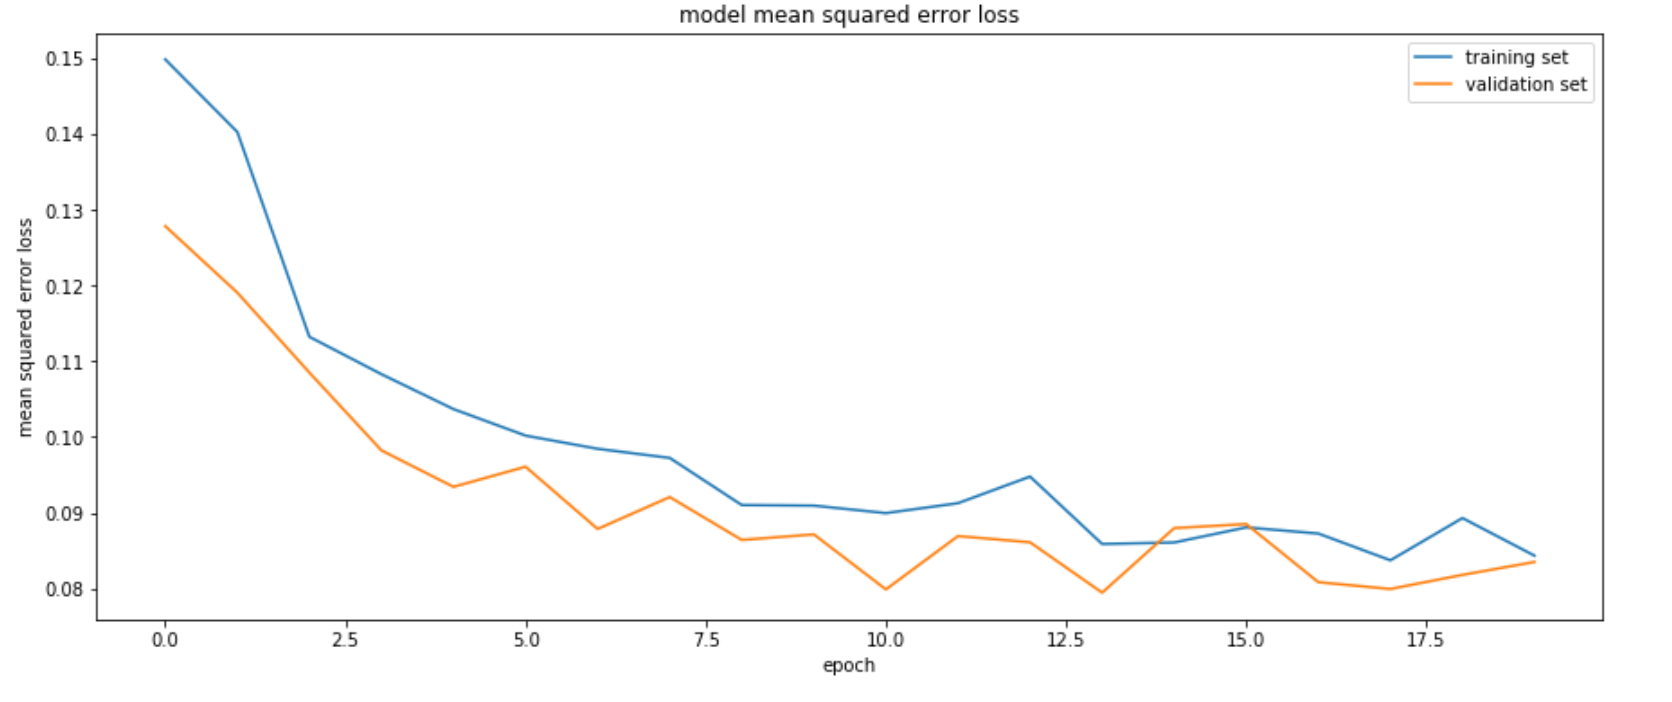 model mean squared error loss
training set
validation set
mean squared error loss
0.15
0.14
0.13
0.12
0.11
0.10
0.09
0.08
0.0 2.5 5.0 7.5 10.0 12.5 15.0 17.5
epoch